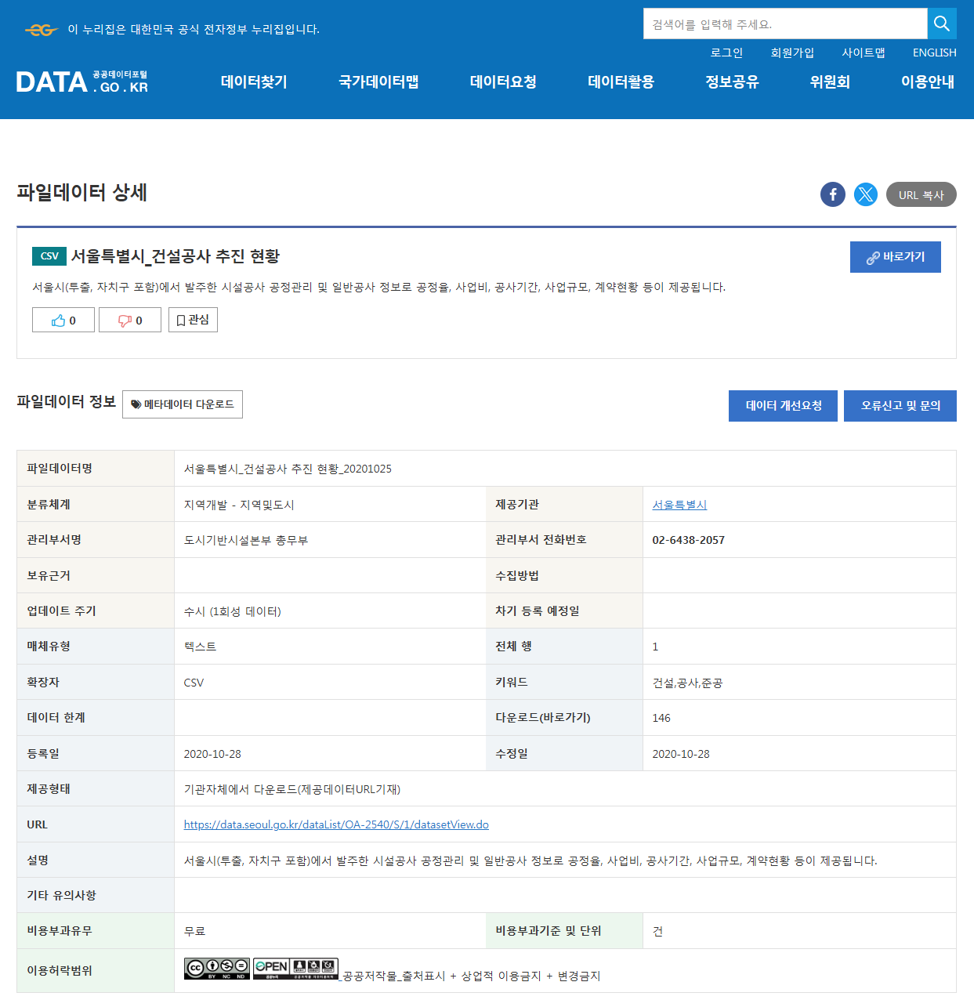 이 누리집은 대한민국 공식 전자정부 누리집입니다.
검색어를 입력해 주세요.
로그인 회원가입 사이트맵 ENGLISH
DATA 공공데이터포털 .GO.KR
데이터찾기 국가데이터맵 데이터요청 데이터활용 정보공유 위원회 이용안내
파일데이터 상세
URL 복사
CSV 서울특별시_건설공사 추진 현황
바로가기
서울시(투출, 자치구 포함)에서 발주한 시설공사 공정관리 및 일반공사 정보로 공정율, 사업비, 공사기간, 사업규모, 계약현황 등이 제공됩니다.
0 0 관심
파일데이터 정보 메타데이터 다운로드
데이터 개선요청 오류신고 및 문의
파일데이터명 서울특별시_건설공사 추진 현황_20201025
분류체계 지역개발 - 지역및도시 제공기관 서울특별시
관리부서명 도시기반시설본부 총무부 관리부서 전화번호 02-6438-2057
보유근거 수집방법
업데이트 주기 수시 (1회성 데이터) 차기 등록 예정일
매체유형 텍스트 전체 행 1
확장자 CSV 키워드 건설,공사,준공
데이터 한계 다운로드(바로가기) 146
등록일 2020-10-28 수정일 2020-10-28
제공형태 기관자체에서 다운로드(제공데이터URL기재)
URL https://data.seoul.go.kr/dataList/OA-2540/S/1/datasetView.do
설명 서울시(투출, 자치구 포함)에서 발주한 시설공사 공정관리 및 일반공사 정보로 공정율, 사업비, 공사기간, 사업규모, 계약현황 등이 제공됩니다.
기타 유의사항
비용부과유무 무료 비용부과기준 및 단위 건
이용허락범위 cc BY NC ND OPEN 공공누리 _공공저작물_출처표시 + 상업적 이용금지 + 변경금지